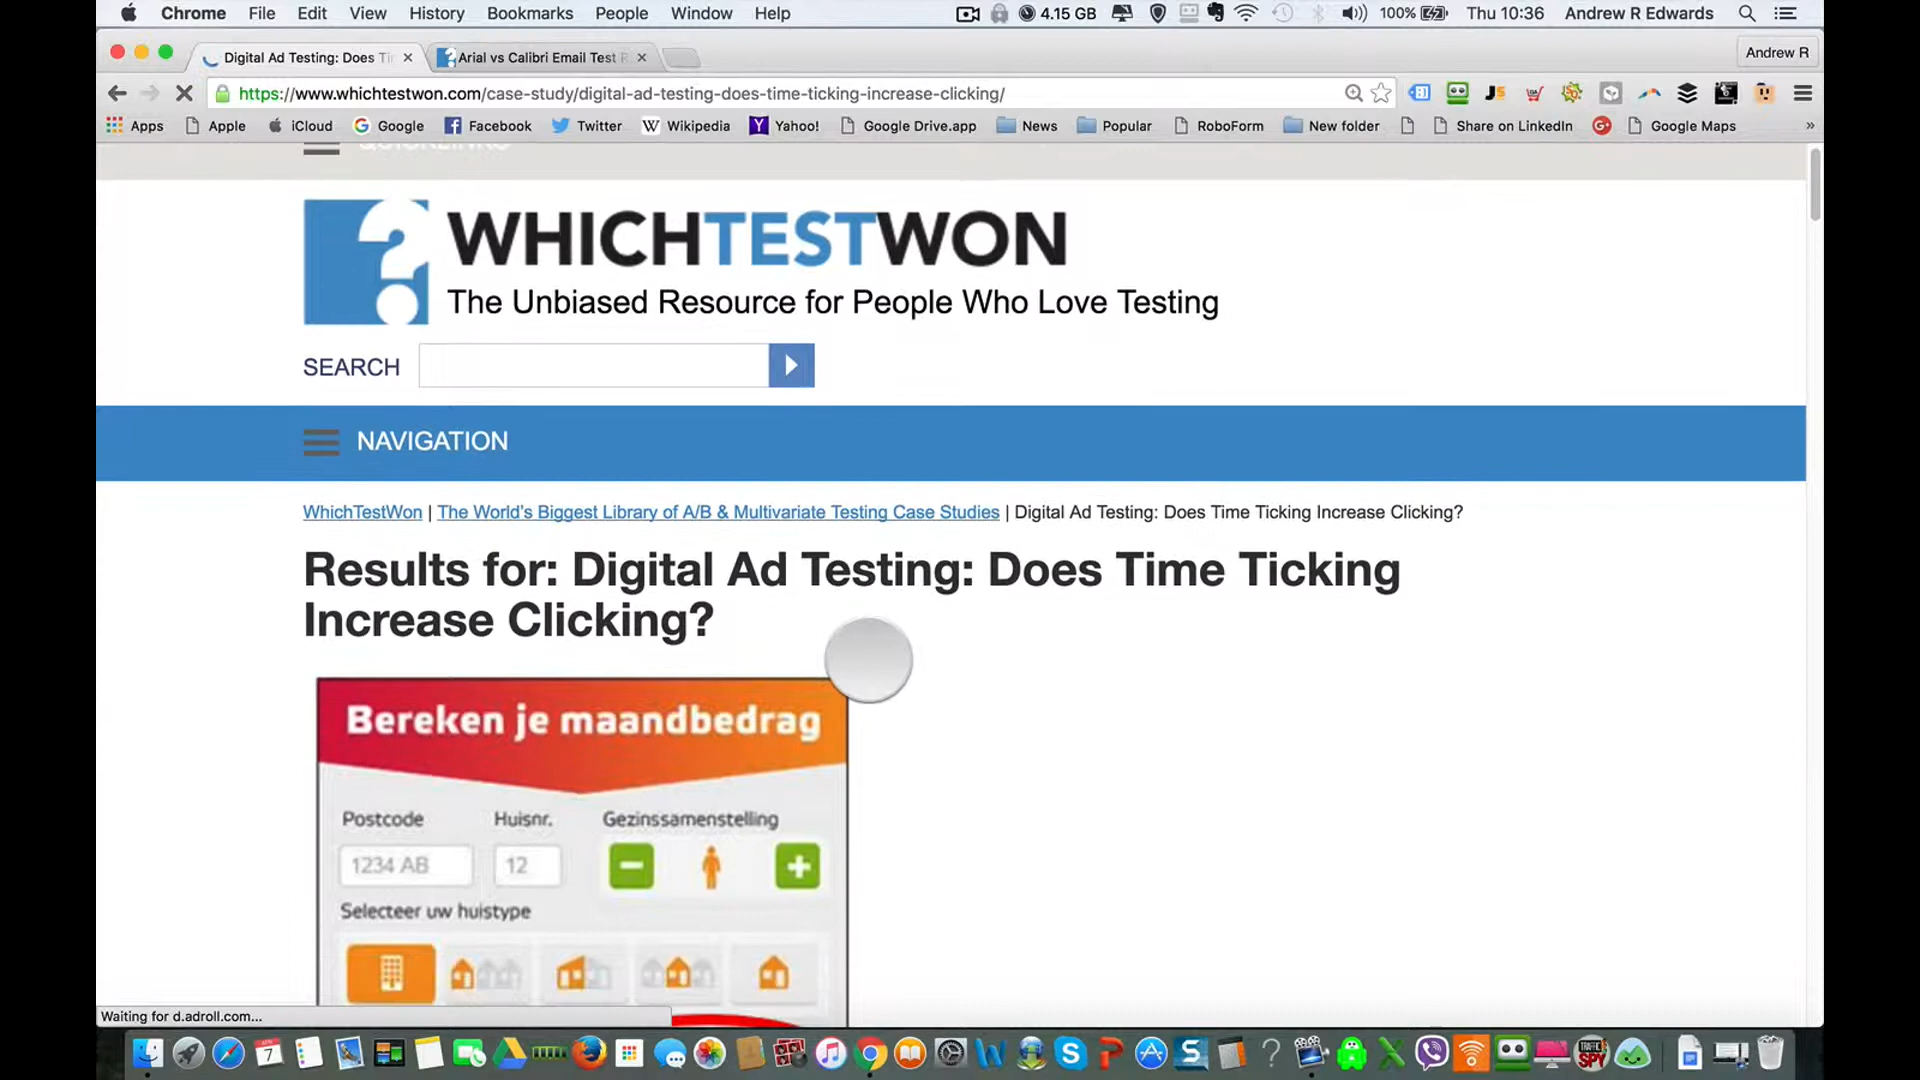 Chrome File Edit View History Bookmarks People Window Help 4.15 GB 100% Thu 10:36 Andrew R Edwards
Digital Ad Testing: Does Ti Arial vs Calibri Email Test R Andrew R
https://www.whichtestwon.com/case-study/digital-ad-testing-does-time-ticking-increase-clicking/
Apps Apple iCloud Google Facebook Twitter Wikipedia Yahoo! Google Drive.app News Popular RoboForm New folder Share on LinkedIn Google Maps »
QUICKLINKS
WHICHTESTWON
The Unbiased Resource for People Who Love Testing
SEARCH
NAVIGATION
WhichTestWon | The World's Biggest Library of A/B & Multivariate Testing Case Studies | Digital Ad Testing: Does Time Ticking Increase Clicking?
Results for: Digital Ad Testing: Does Time Ticking
Increase Clicking?
Bereken je maandbedrag
Postcode Huisnr. Gezinssamenstelling
1234 AB 12
Selecteer uw huistype
Waiting for d.adroll.com...